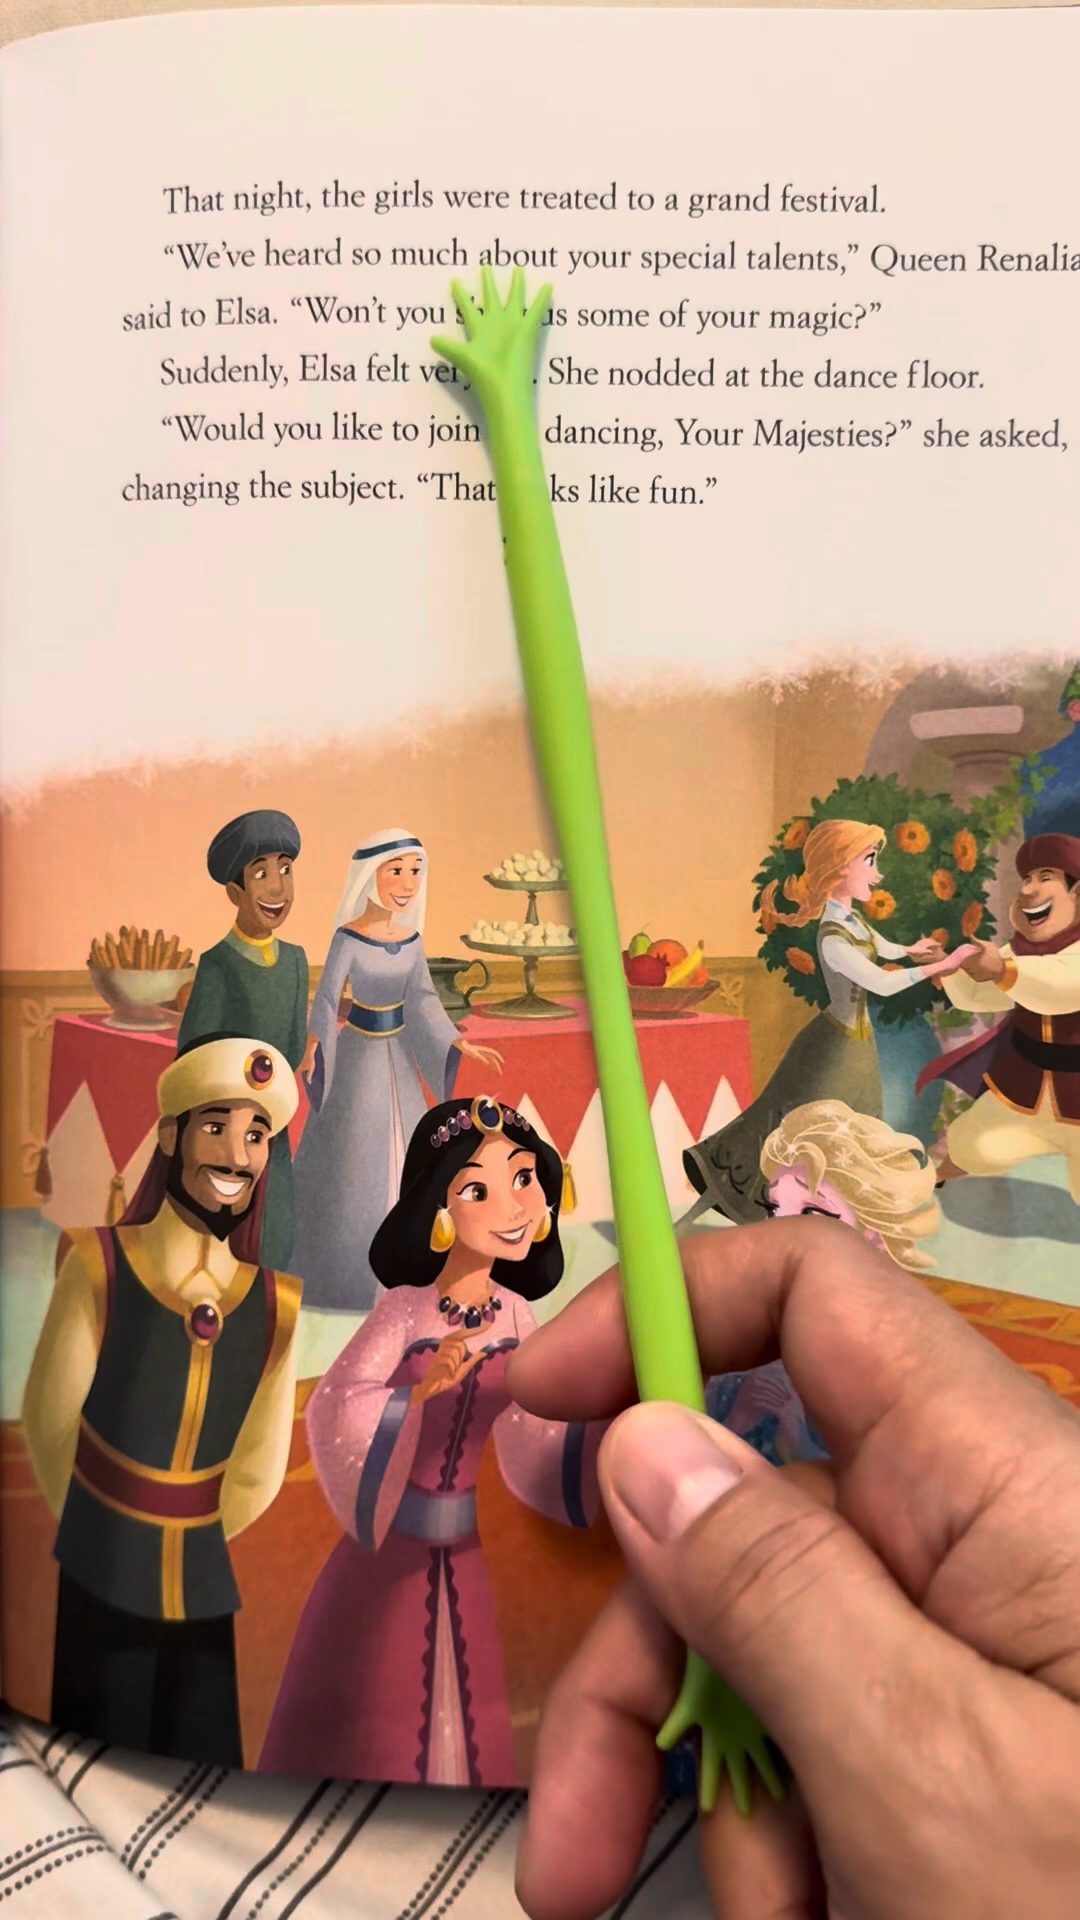 That night, the girls were treated to a grand festival.
“We’ve heard so much about your special talents,” Queen Renalia
said to Elsa. “Won’t you us some of your magic?”
Suddenly, Elsa felt She nodded at the dance floor.
“Would you like to join dancing, Your Majesties?” she asked,
changing the subject. “That like fun.”